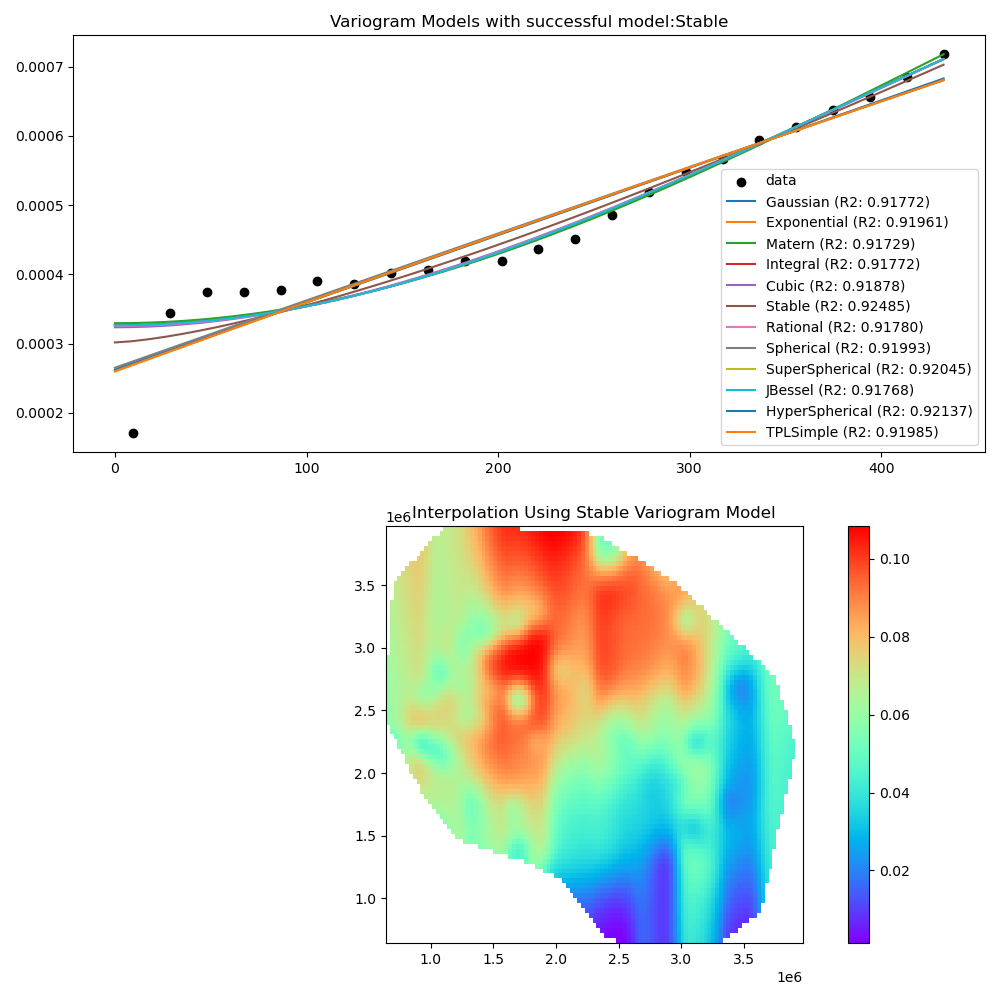 Variogram Models with successful model:Stable
0.0007
0.0006
0.0005
0.0004
0.0003
0.0002
0
100
200
300
400
data
Gaussian (R2: 0.91772)
Exponential (R2: 0.91961)
Matern (R2: 0.91729)
Integral (R2: 0.91772)
Cubic (R2: 0.91878)
Stable (R2: 0.92485)
Rational (R2: 0.91780)
Spherical (R2: 0.91993)
SuperSpherical (R2: 0.92045)
JBessel (R2: 0.91768)
HyperSpherical (R2: 0.92137)
TPLSimple (R2: 0.91985)
1e6
Interpolation Using Stable Variogram Model
3.5
3.0
2.5
2.0
1.5
1.0
1.0
1.5
2.0
2.5
3.0
3.5
1e6
0.10
0.08
0.06
0.04
0.02